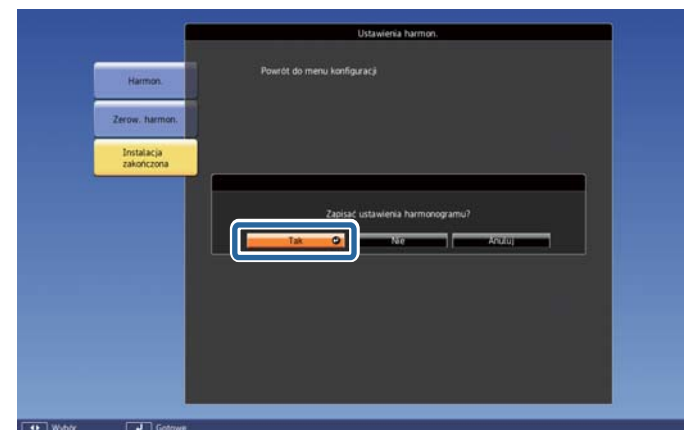 Ustawienia harmon.
Powrót do menu konfiguracji
Harmon.
Zerow. harmon.
Instalacja
zakończona
Zapisać ustawienia harmonogramu?
Tak
Nie
Anuluj
Wybór
Gotowe